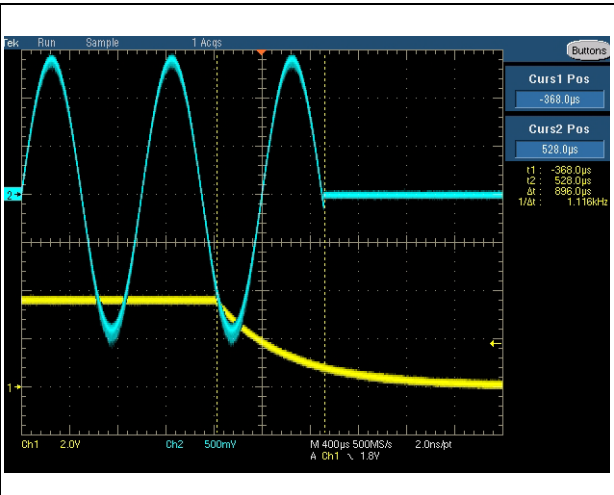 Tek Run Sample 1 Acqs
Buttons
Curs1 Pos
-368.0µs
Curs2 Pos
528.0µs
t1 : -368.0µs
t2 : 528.0µs
Δt : 896.0µs
1/Δt : 1.116kHz
2
1
Ch1 2.0V Ch2 500mV M 400µs 500MS/s 2.0ns/pt
A Ch1 \ 1.8V